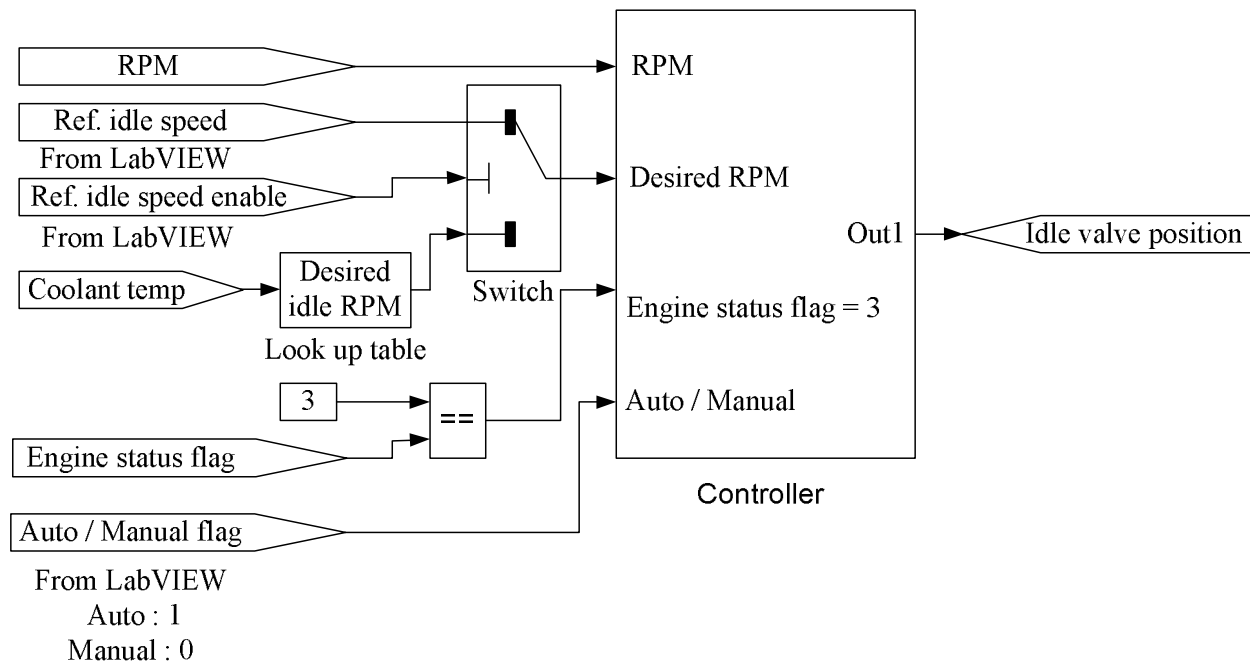 RPM
RPM
Ref. idle speed
From LabVIEW
Ref. idle speed enable
From LabVIEW
Desired RPM
Out1
Idle valve position
Coolant temp
Desired
idle RPM
Look up table
Switch
Engine status flag = 3
3
==
Auto / Manual
Engine status flag
Controller
Auto / Manual flag
From LabVIEW
Auto : 1
Manual : 0